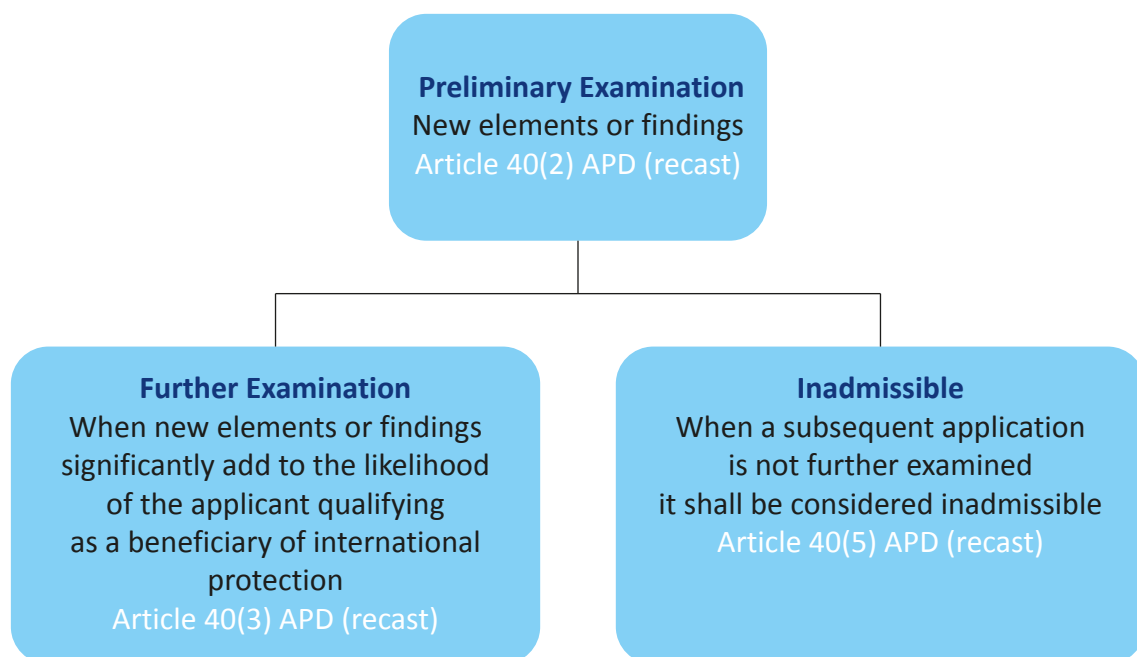 Preliminary Examination
New elements or findings
Article 40(2) APD (recast)
Further Examination
When new elements or findings
significantly add to the likelihood
of the applicant qualifying
as a beneficiary of international
protection
Article 40(3) APD (recast)
Inadmissible
When a subsequent application
is not further examined
it shall be considered inadmissible
Article 40(5) APD (recast)